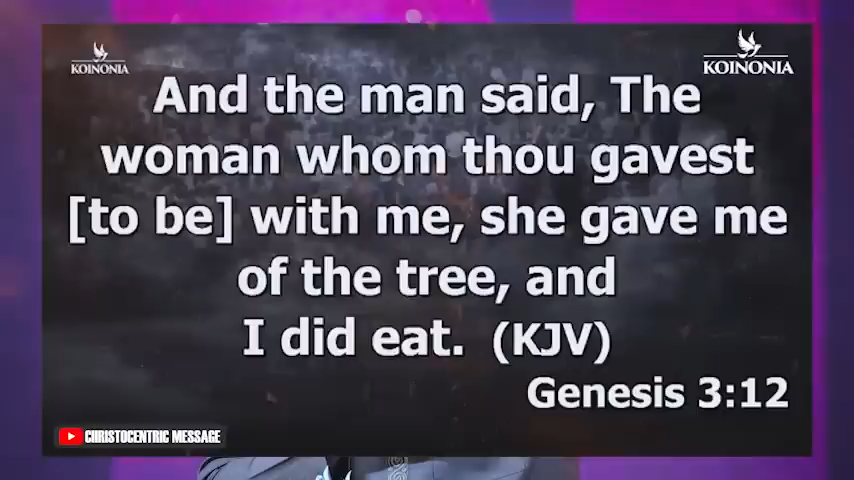 KOINONIA
KOINONIA
And the man said, The
woman whom thou gavest
[to be] with me, she gave me
of the tree, and
I did eat. (KJV)
Genesis 3:12
CHRISTOCENTRIC MESSAGE